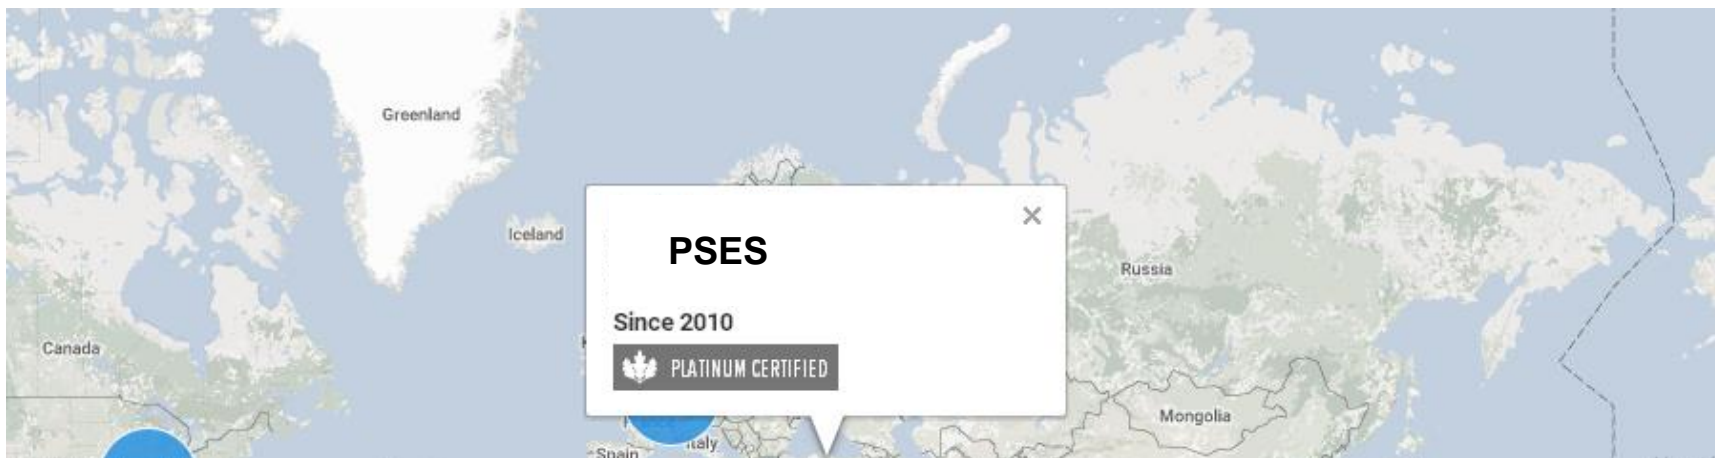 Greenland
Iceland
PSES
×
Russia
Since 2010
Canada
PLATINUM CERTIFIED
Mongolia
Italy
Spain